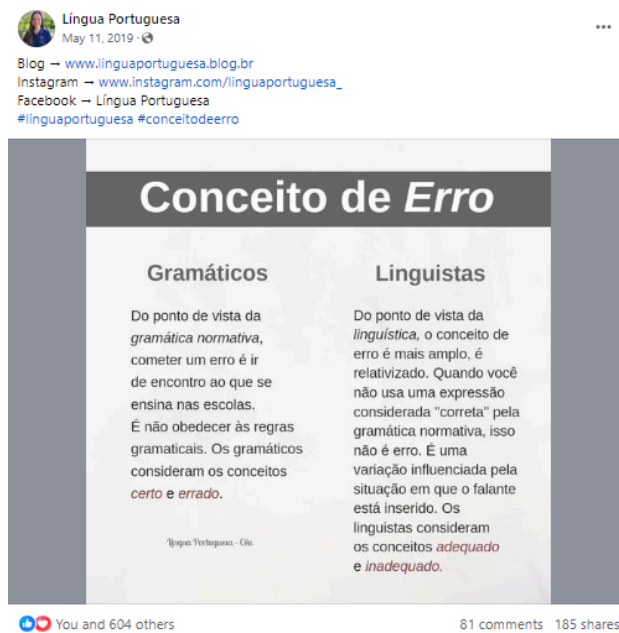 Língua Portuguesa
May 11, 2019 ·
Blog → www.linguaportuguesa.blog.br
Instagram → www.instagram.com/linguaportuguesa_
Facebook → Língua Portuguesa
#linguaportuguesa #conceitodeerro
Conceito de Erro
Gramáticos
Do ponto de vista da
gramática normativa,
cometer um erro é ir
de encontro ao que se
ensina nas escolas.
É não obedecer às regras
gramaticais. Os gramáticos
consideram os conceitos
certo e errado.
Língua Portuguesa - Céu
Linguistas
Do ponto de vista da
linguística, o conceito de
erro é mais amplo, é
relativizado. Quando você
não usa uma expressão
considerada "correta" pela
gramática normativa, isso
não é erro. É uma
variação influenciada pela
situação em que o falante
está inserido. Os
linguistas consideram
os conceitos adequado
e inadequado.
You and 604 others
81 comments 185 shares